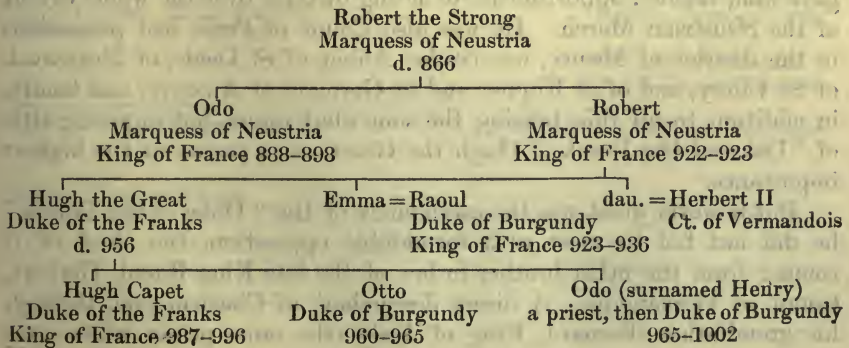 Robert the Strong
Marquess of Neustria
d. 866
Odo Robert
Marquess of Neustria Marquess of Neustria
King of France 888–898 King of France 922–923
Hugh the Great Emma = Raoul dau. = Herbert II
Duke of the Franks Duke of Burgundy Ct. of Vermandois
d. 956 King of France 923–936
Hugh Capet Otto Odo (surnamed Henry)
Duke of the Franks Duke of Burgundy a priest, then Duke of Burgundy
King of France 987–996 960–965 965–1002